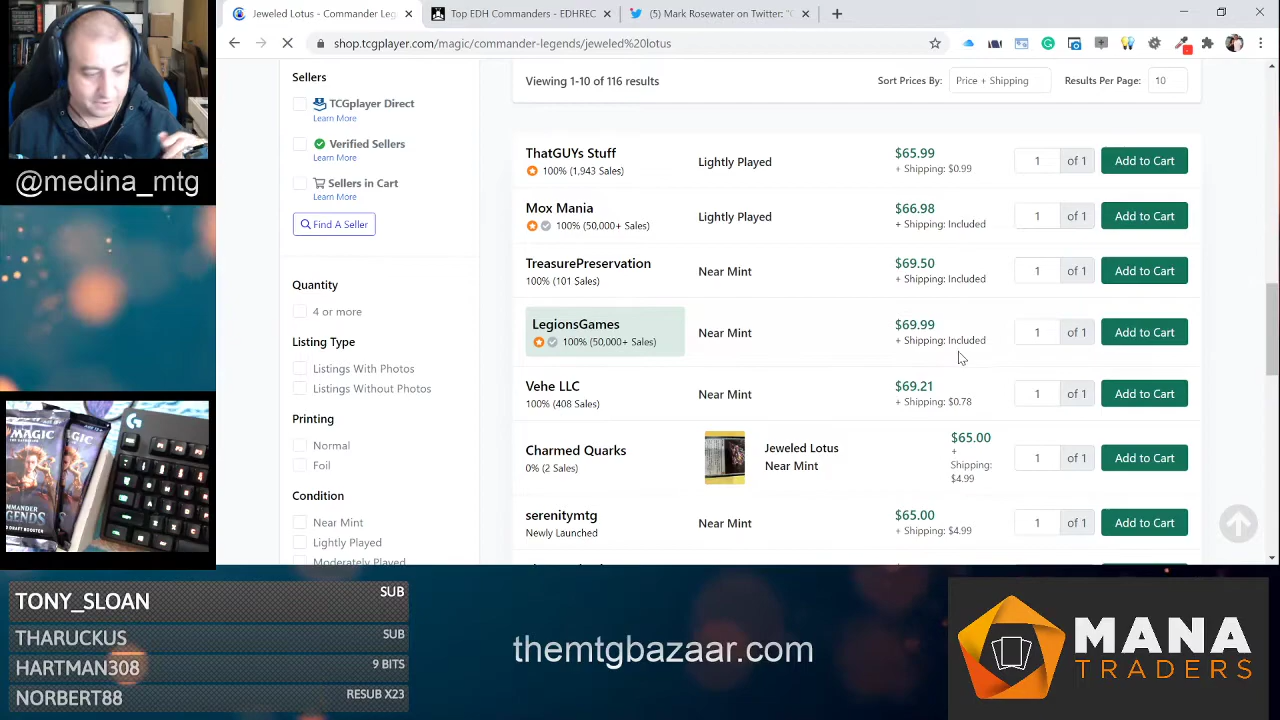 Jeweled Lotus - Commander Leg
Top EDH Commanders - EDHREC
(5) Mark Rosewater on Twitter: "C
shop.tcgplayer.com/magic/commander-legends/jeweled%20lotus
Sellers
TCGplayer Direct
Learn More
Verified Sellers
Learn More
Sellers in Cart
Learn More
Find A Seller
Quantity
4 or more
Listing Type
Listings With Photos
Listings Without Photos
Printing
Normal
Foil
Condition
Near Mint
Lightly Played
Moderately Played
Viewing 1-10 of 116 results
Sort Prices By: Price + Shipping
Results Per Page: 10
ThatGUYs Stuff
100% (1,943 Sales)
Lightly Played
$65.99
+ Shipping: $0.99
1 of 1 Add to Cart
Mox Mania
100% (50,000+ Sales)
Lightly Played
$66.98
+ Shipping: Included
1 of 1 Add to Cart
TreasurePreservation
100% (101 Sales)
Near Mint
$69.50
+ Shipping: Included
1 of 1 Add to Cart
LegionsGames
100% (50,000+ Sales)
Near Mint
$69.99
+ Shipping: Included
1 of 1 Add to Cart
Vehe LLC
100% (408 Sales)
Near Mint
$69.21
+ Shipping: $0.78
1 of 1 Add to Cart
Charmed Quarks
0% (2 Sales)
Jeweled Lotus
Near Mint
$65.00
+
Shipping:
$4.99
1 of 1 Add to Cart
serenitymtg
Newly Launched
Near Mint
$65.00
+ Shipping: $4.99
1 of 1 Add to Cart
@medina_mtg
MAGIC
MAGIC
LEGENDS
DRAFT BOOSTER
TONY_SLOAN SUB
THARUCKUS SUB
HARTMAN308 9 BITS
NORBERT88 RESUB X23
themtgbazaar.com
MANA
TRADERS